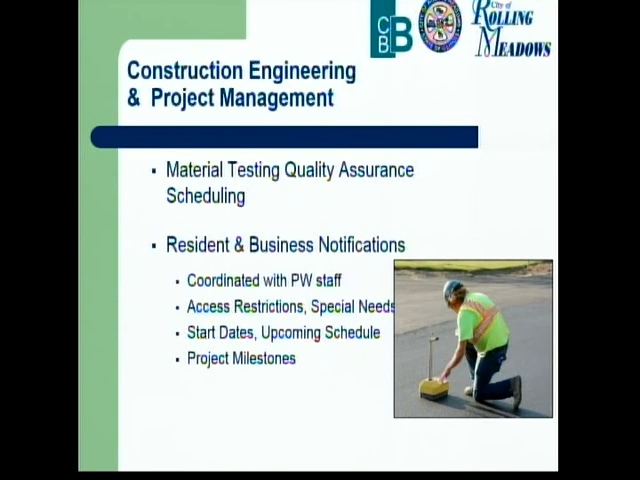 CBB
City of
ROLLING
MEADOWS
Construction Engineering
& Project Management
▪ Material Testing Quality Assurance
Scheduling
▪ Resident & Business Notifications
▪ Coordinated with PW staff
▪ Access Restrictions, Special Needs
▪ Start Dates, Upcoming Schedule
▪ Project Milestones